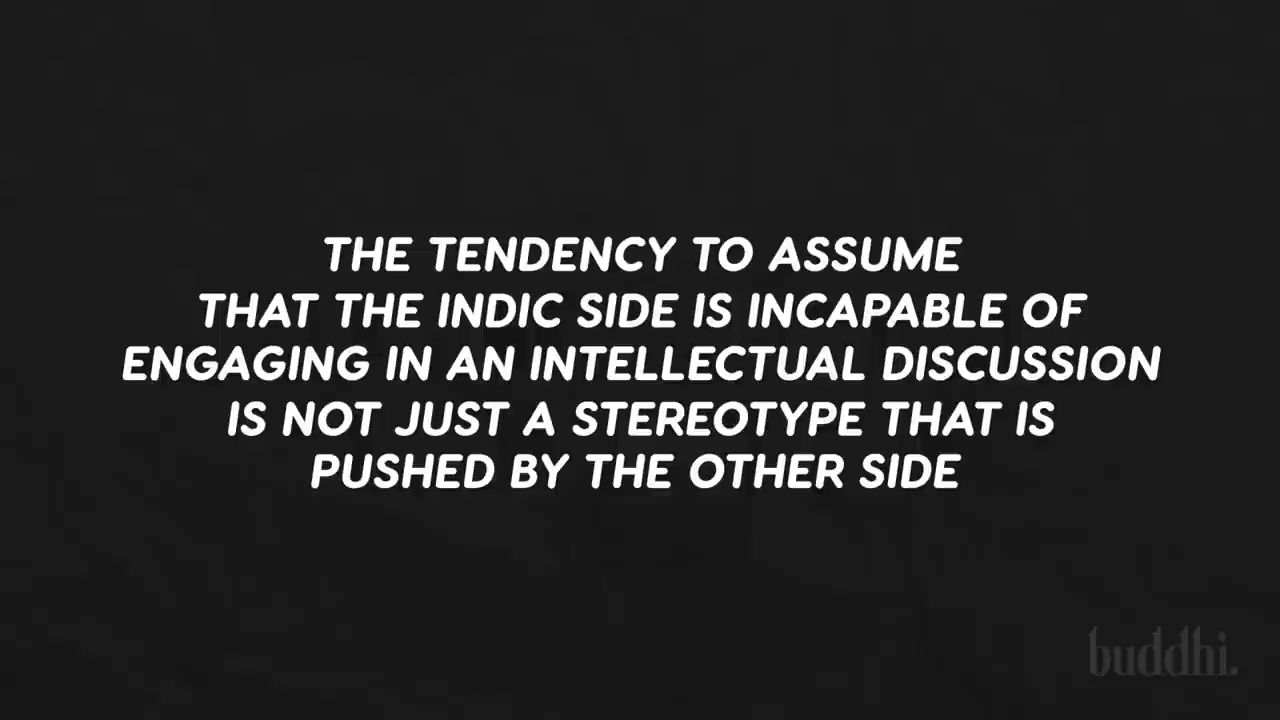 THE TENDENCY TO ASSUME
THAT THE INDIC SIDE IS INCAPABLE OF
ENGAGING IN AN INTELLECTUAL DISCUSSION
IS NOT JUST A STEREOTYPE THAT IS
PUSHED BY THE OTHER SIDE
buddhi.